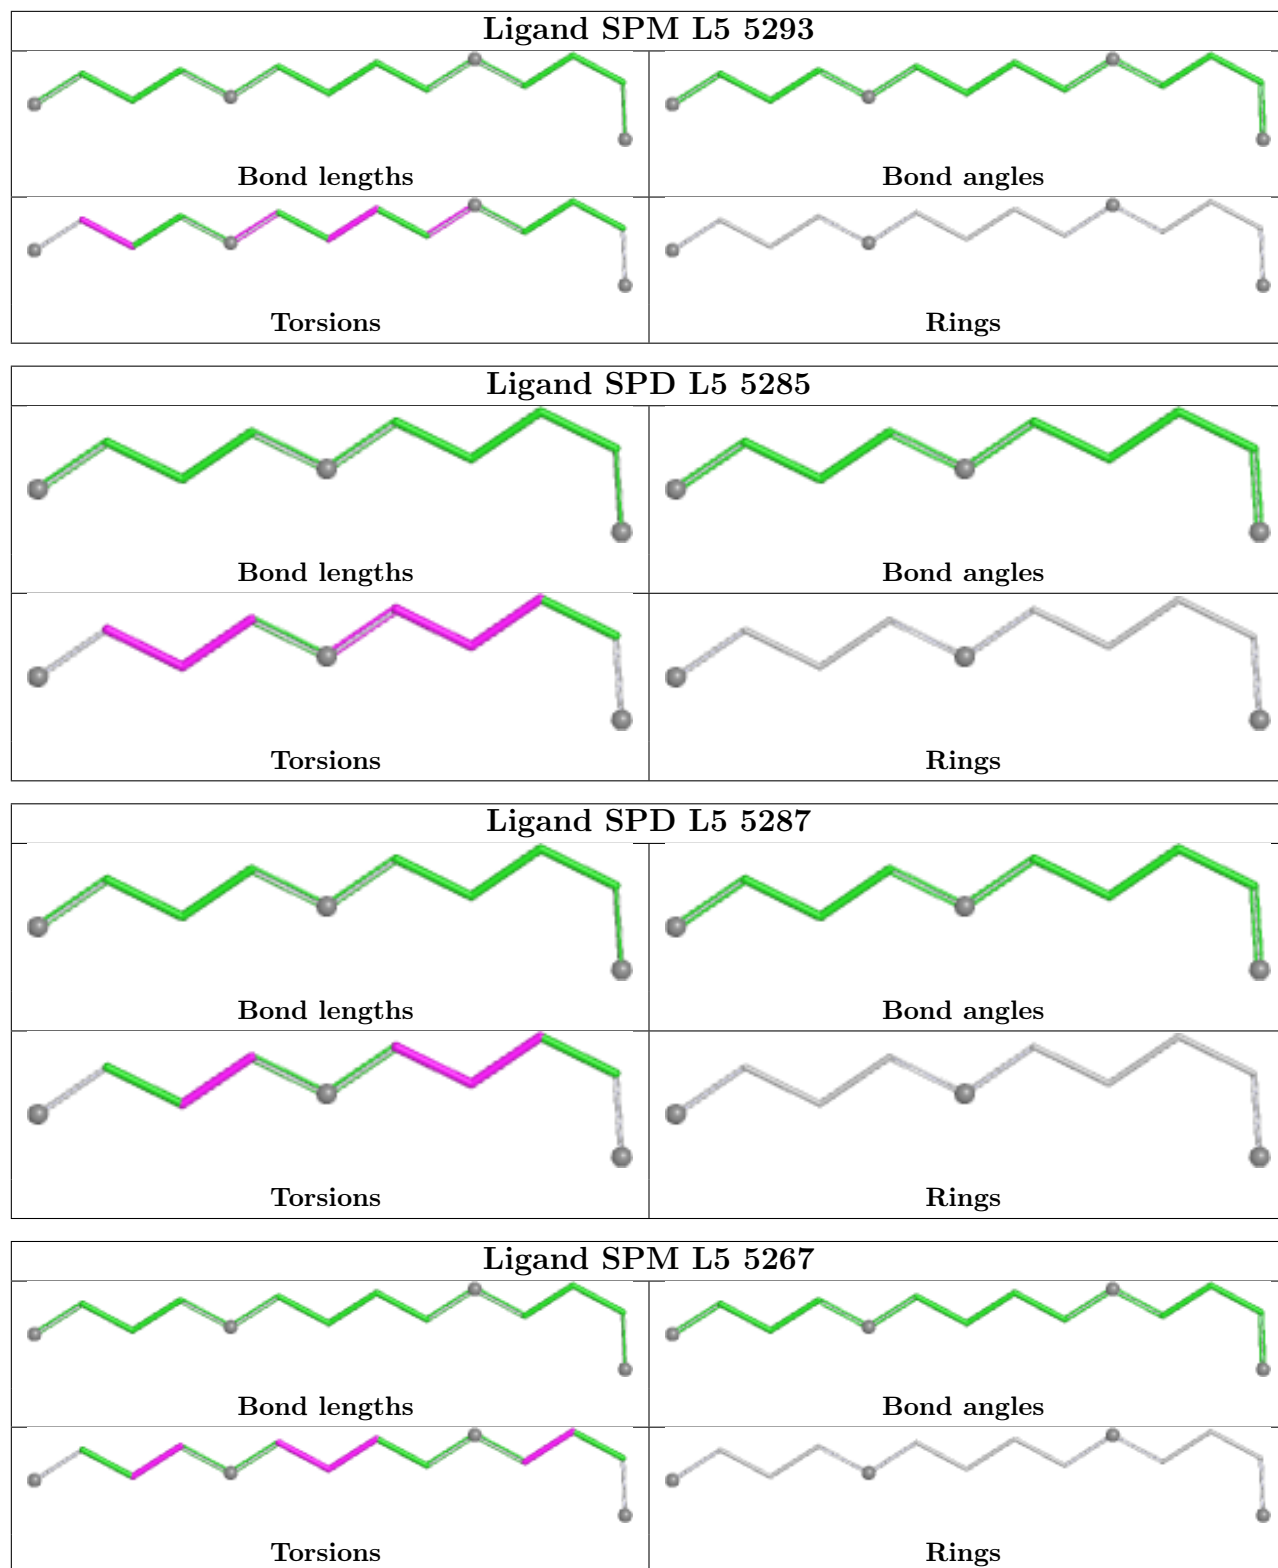 Ligand SPM L5 5293
Bond lengths
Bond angles
Torsions
Rings
Ligand SPD L5 5285
Bond lengths
Bond angles
Torsions
Rings
Ligand SPD L5 5287
Bond lengths
Bond angles
Torsions
Rings
Ligand SPM L5 5267
Bond lengths
Bond angles
Torsions
Rings